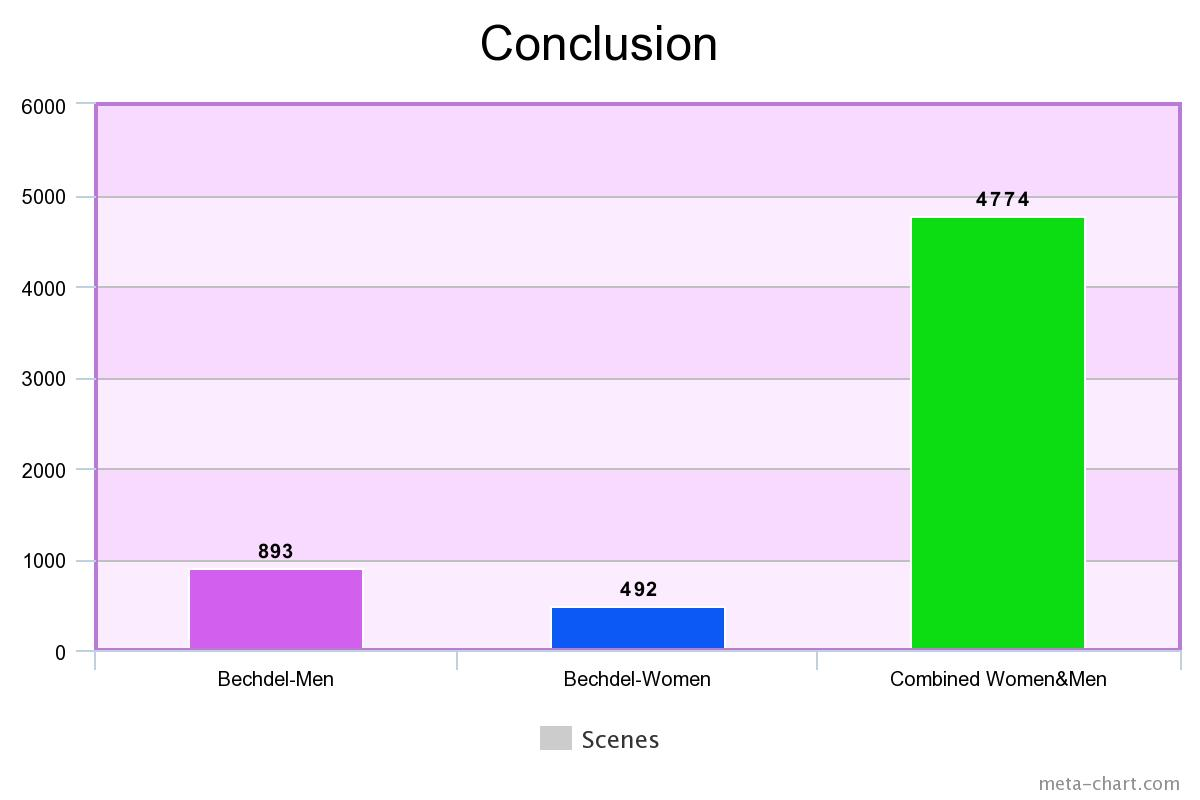 Conclusion
6000
5000
4774
4000
3000
2000
1000
893
492
0
Bechdel-Men
Bechdel-Women
Combined Women&Men
Scenes
meta-chart.com